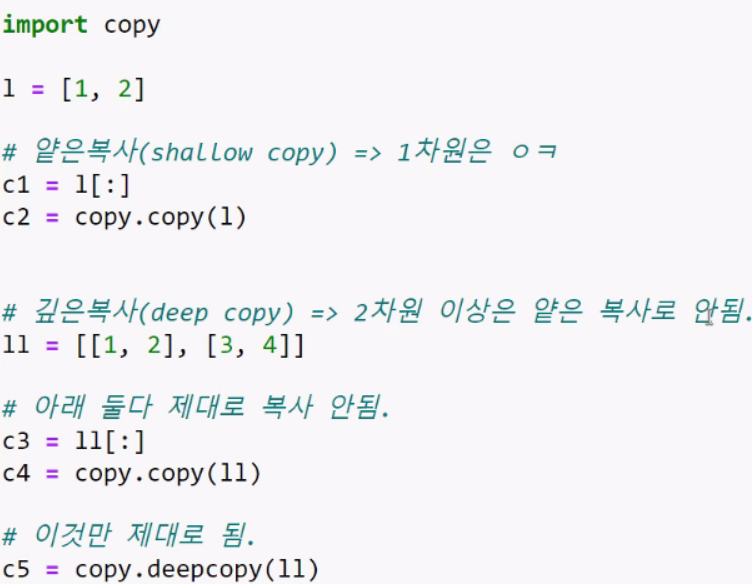 import copy
l = [1, 2]
# 얕은복사(shallow copy) => 1차원은 ㅇㅋ
c1 = l[:]
c2 = copy.copy(l)
# 깊은복사(deep copy) => 2차원 이상은 얕은 복사로 안됨.
ll = [[1, 2], [3, 4]]
# 아래 둘다 제대로 복사 안됨.
c3 = ll[:]
c4 = copy.copy(ll)
# 이것만 제대로 됨.
c5 = copy.deepcopy(ll)